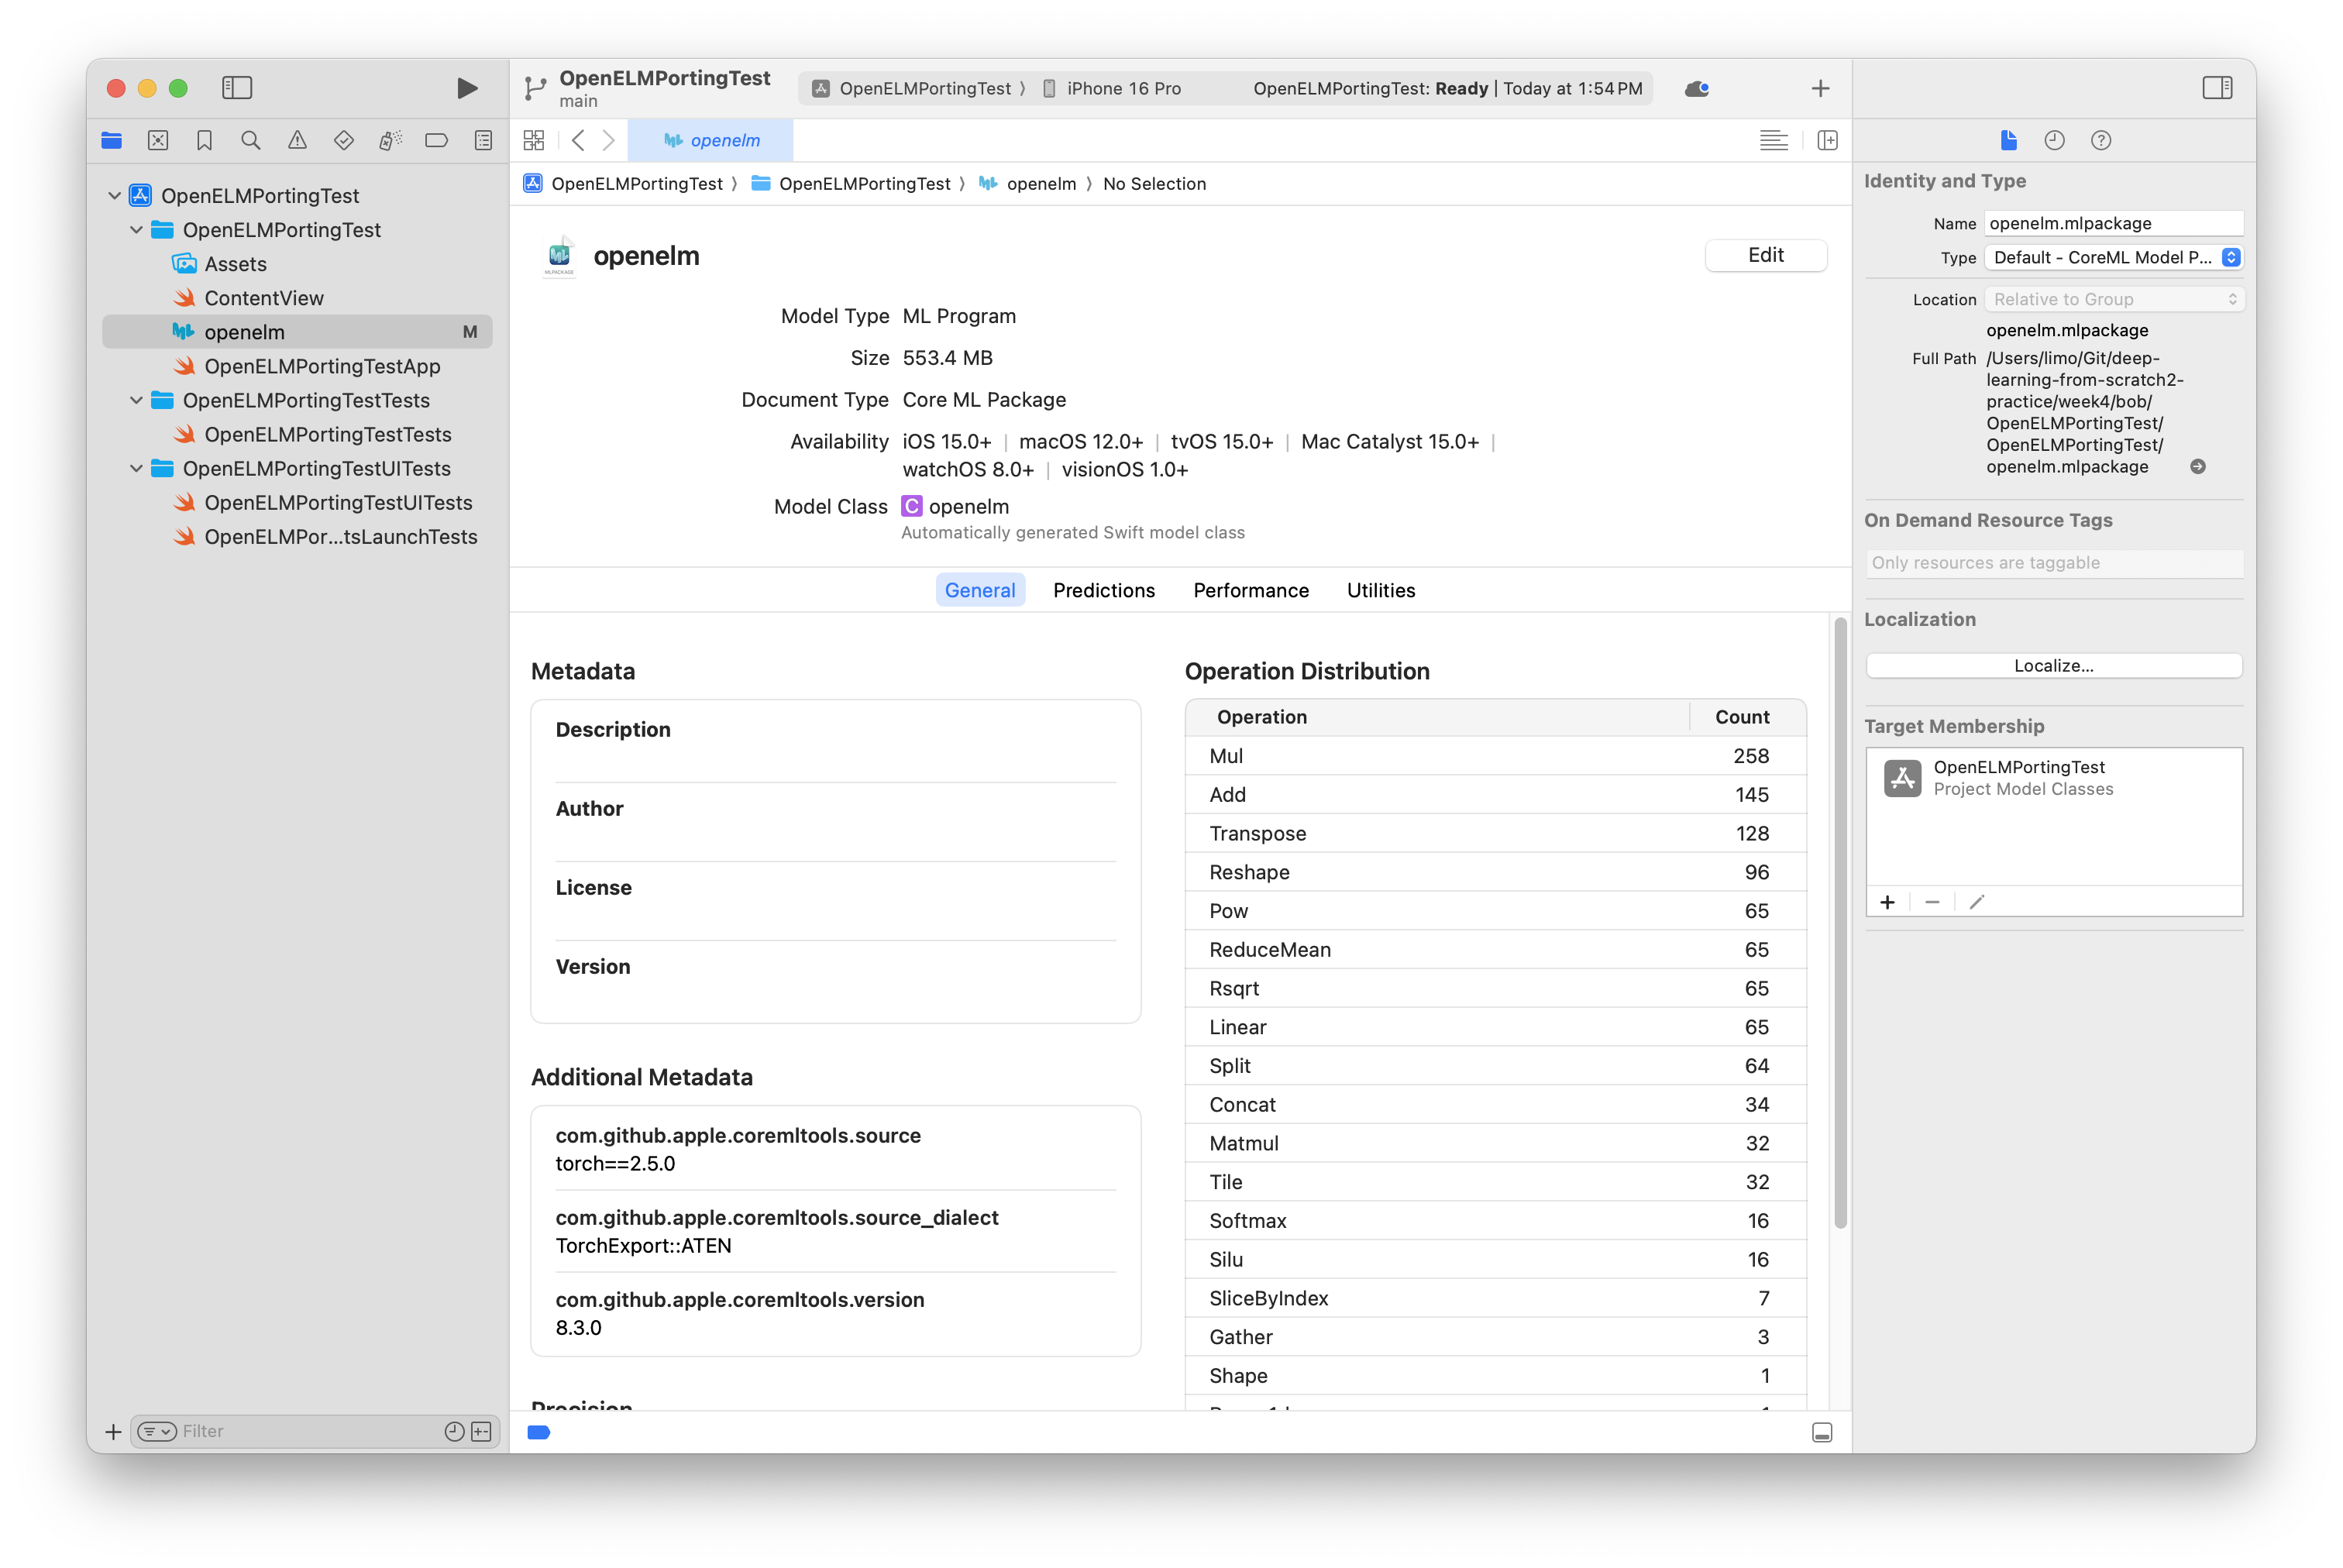 OpenELMPortingTest
main
OpenELMPortingTest 〉 iPhone 16 Pro
OpenELMPortingTest: Ready | Today at 1:54 PM
openelm
OpenELMPortingTest 〉 OpenELMPortingTest 〉 openelm 〉 No Selection
OpenELMPortingTest
OpenELMPortingTest
Assets
ContentView
openelm M
OpenELMPortingTestApp
OpenELMPortingTestTests
OpenELMPortingTestTests
OpenELMPortingTestUITests
OpenELMPortingTestUITests
OpenELMPor...tsLaunchTests
Filter
MLPACKAGE
openelm
Edit
Model Type ML Program
Size 553.4 MB
Document Type Core ML Package
Availability iOS 15.0+ | macOS 12.0+ | tvOS 15.0+ | Mac Catalyst 15.0+ |
watchOS 8.0+ | visionOS 1.0+
Model Class C openelm
Automatically generated Swift model class
General Predictions Performance Utilities
Metadata
Description
Author
License
Version
Additional Metadata
com.github.apple.coremltools.source
torch==2.5.0
com.github.apple.coremltools.source_dialect
TorchExport::ATEN
com.github.apple.coremltools.version
8.3.0
Precision
Operation Distribution
Operation Count
Mul 258
Add 145
Transpose 128
Reshape 96
Pow 65
ReduceMean 65
Rsqrt 65
Linear 65
Split 64
Concat 34
Matmul 32
Tile 32
Softmax 16
Silu 16
SliceByIndex 7
Gather 3
Shape 1
Identity and Type
Name openelm.mlpackage
Type Default - CoreML Model P...
Location Relative to Group
openelm.mlpackage
Full Path /Users/limo/Git/deep-
learning-from-scratch2-
practice/week4/bob/
OpenELMPortingTest/
OpenELMPortingTest/
openelm.mlpackage
On Demand Resource Tags
Only resources are taggable
Localization
Localize...
Target Membership
OpenELMPortingTest
Project Model Classes